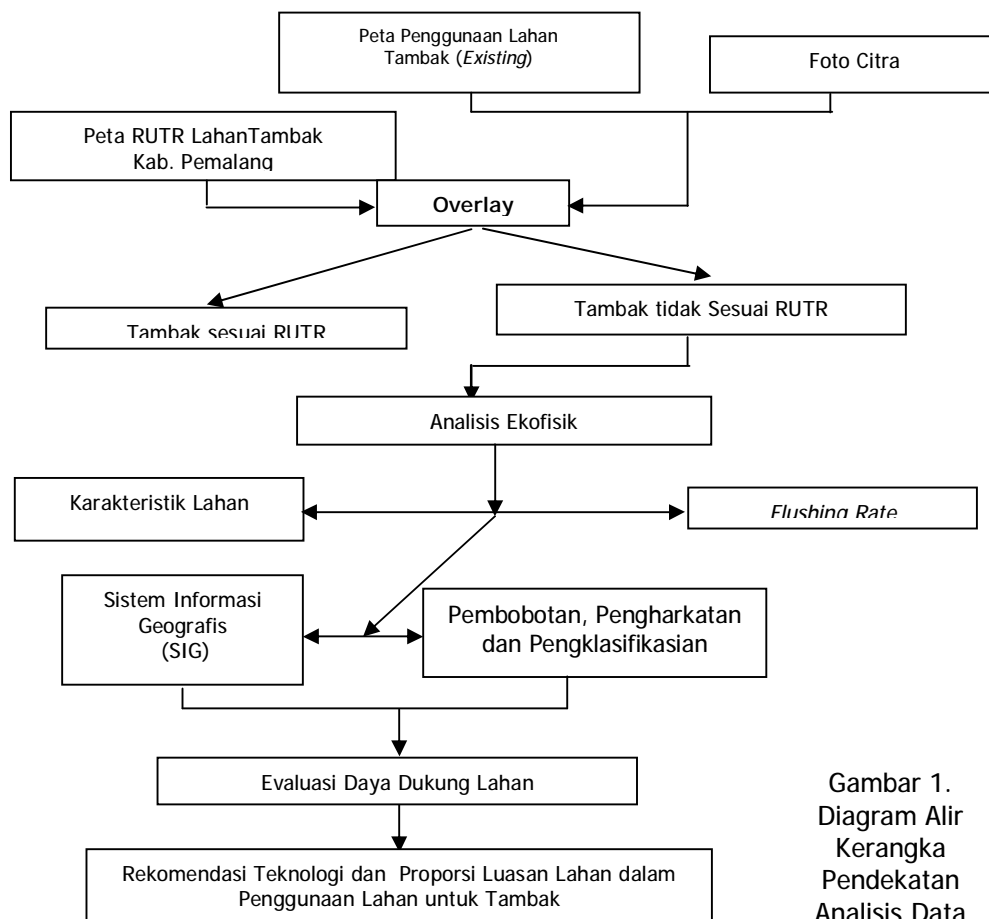 Peta Penggunaan Lahan
Tambak (Existing)
Foto Citra
Peta RUTR LahanTambak
Kab. Pemalang
Overlay
Tambak sesuai RUTR
Tambak tidak Sesuai RUTR
Analisis Ekofisik
Karakteristik Lahan
Flushing Rate
Sistem Informasi
Geografis
(SIG)
Pembobotan, Pengharkatan
dan Pengklasifikasian
Evaluasi Daya Dukung Lahan
Rekomendasi Teknologi dan Proporsi Luasan Lahan dalam
Penggunaan Lahan untuk Tambak
Gambar 1.
Diagram Alir
Kerangka
Pendekatan
Analisis Data